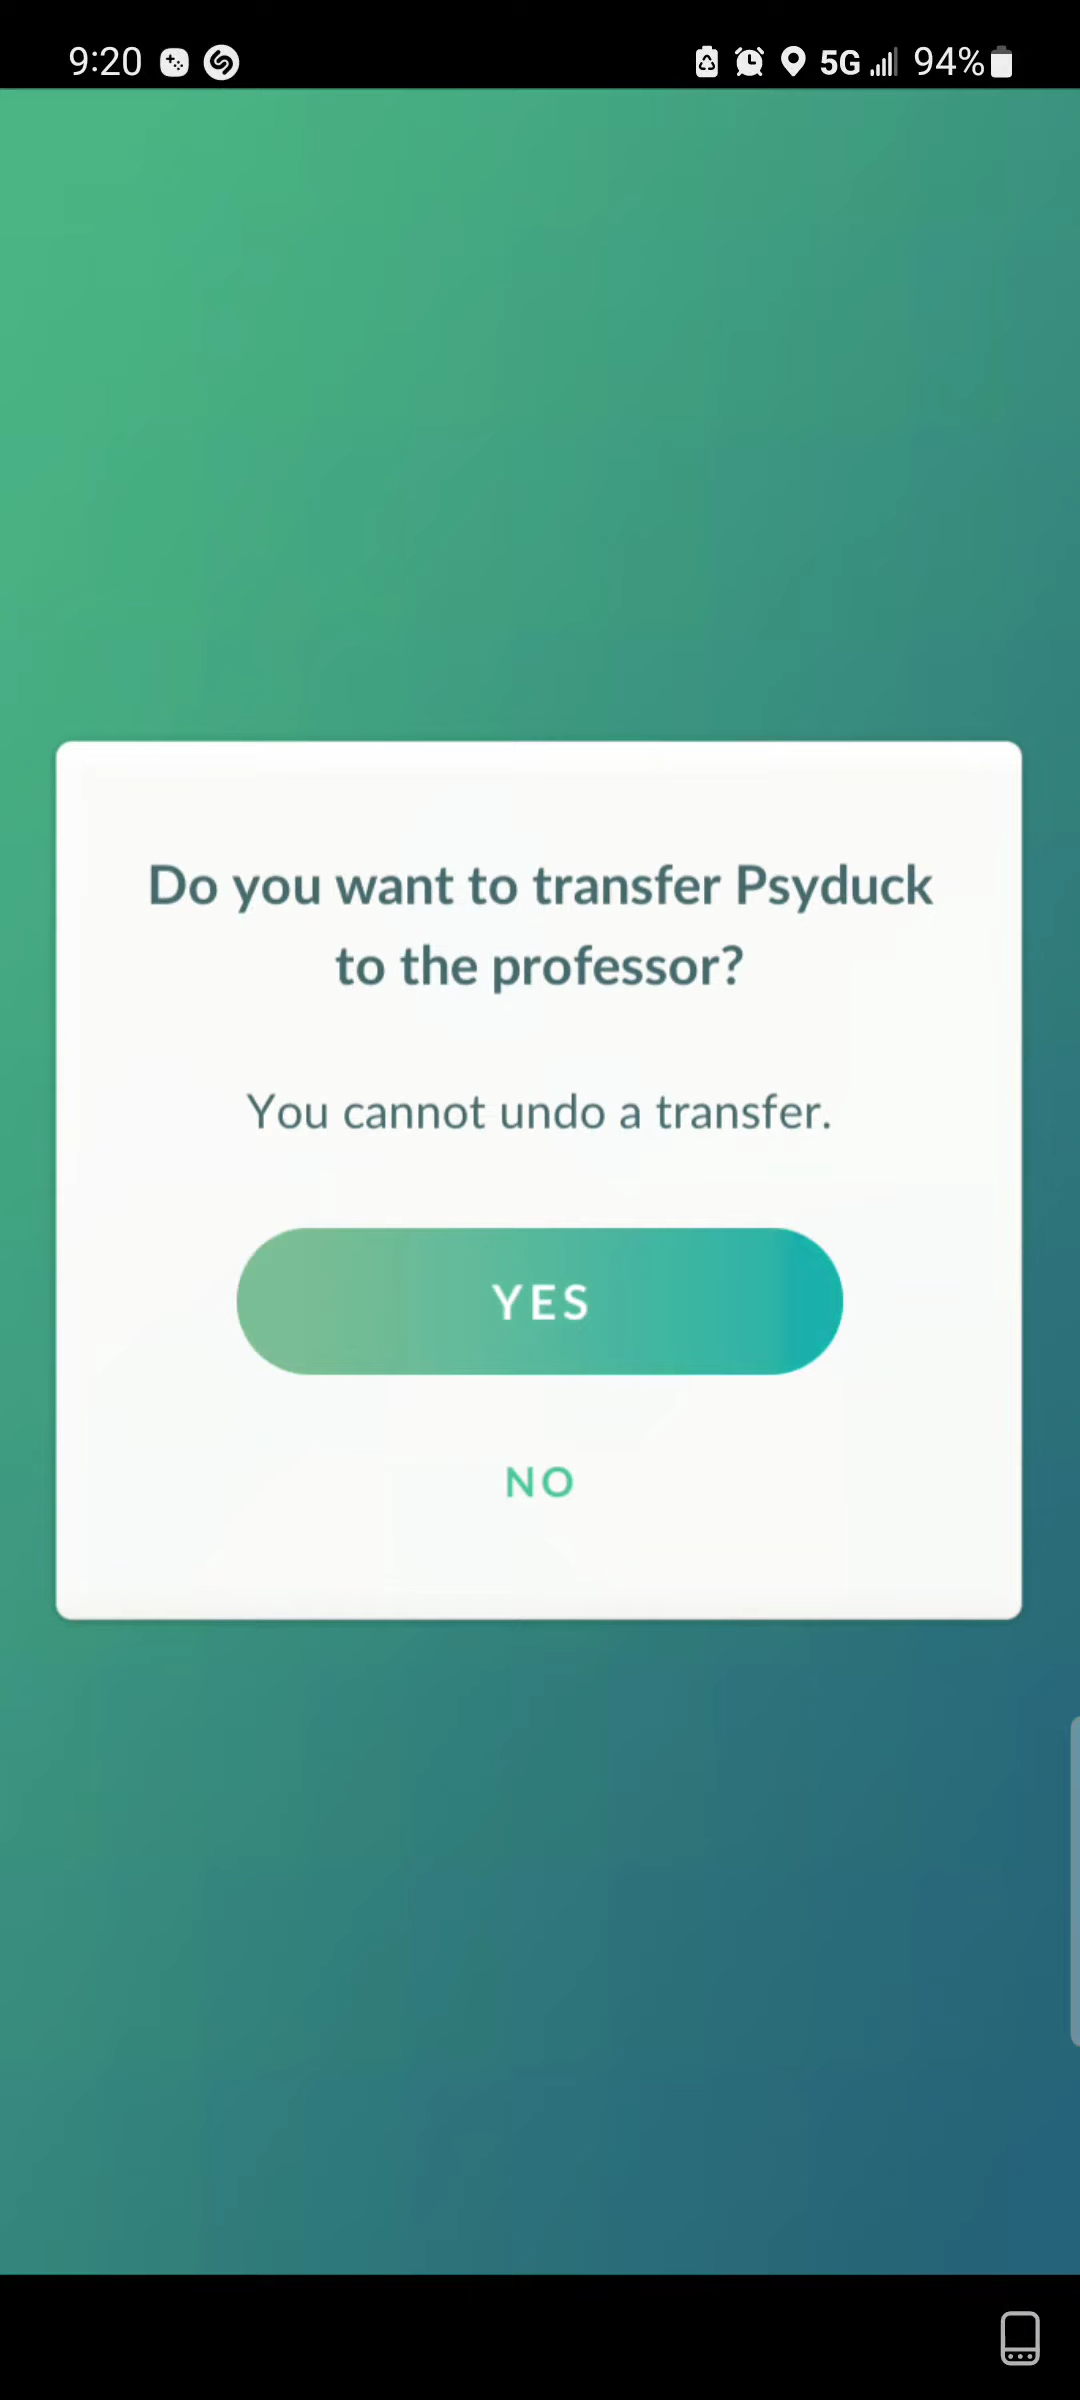 9:20 5G 94%
Do you want to transfer Psyduck
to the professor?
You cannot undo a transfer.
YES
NO